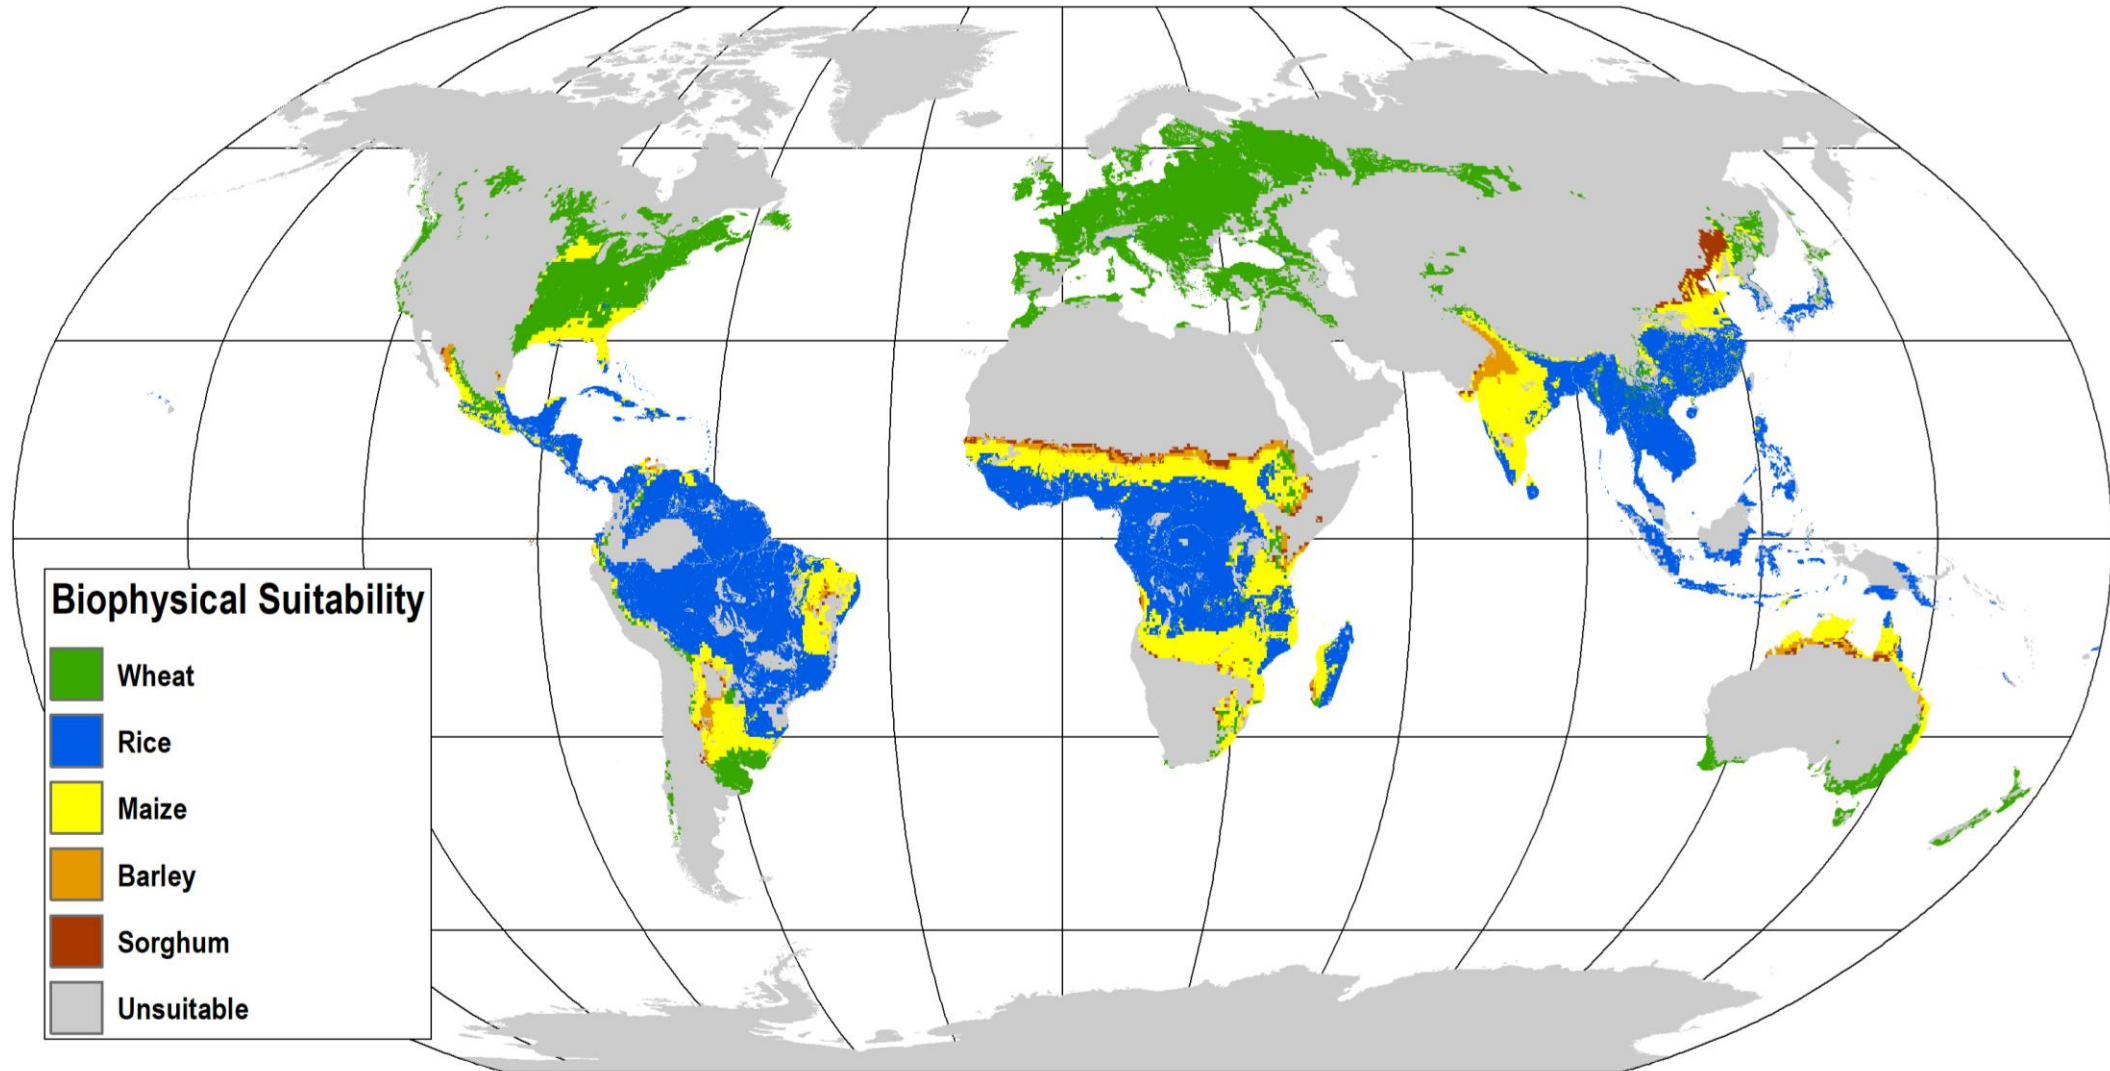 Biophysical Suitability
Wheat
Rice
Maize
Barley
Sorghum
Unsuitable